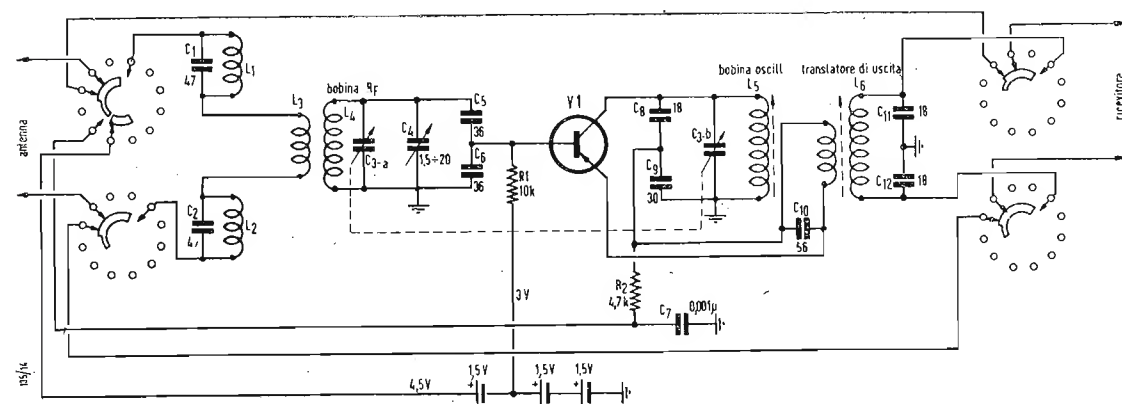 antenna
C1
47
L1
C2
47
L2
L3
bobina RF
L4
C3-a
C4
1,5÷20
C5
36
C6
36
R1
10k
3V
V1
C8
18
C9
30
C3-b
bobina oscill
L5
translatore di uscita
L6
C10
56
R2
4,7k
C7
0,001μ
C11
18
C12
18
ricevitore
135/14
4,5V
1,5V
+
1,5V
+
1,5V
+